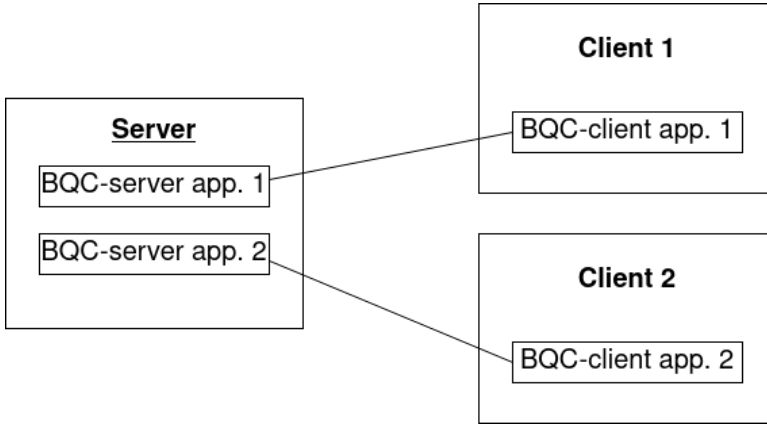 Server
BQC-server app. 1
BQC-server app. 2
Client 1
BQC-client app. 1
Client 2
BQC-client app. 2